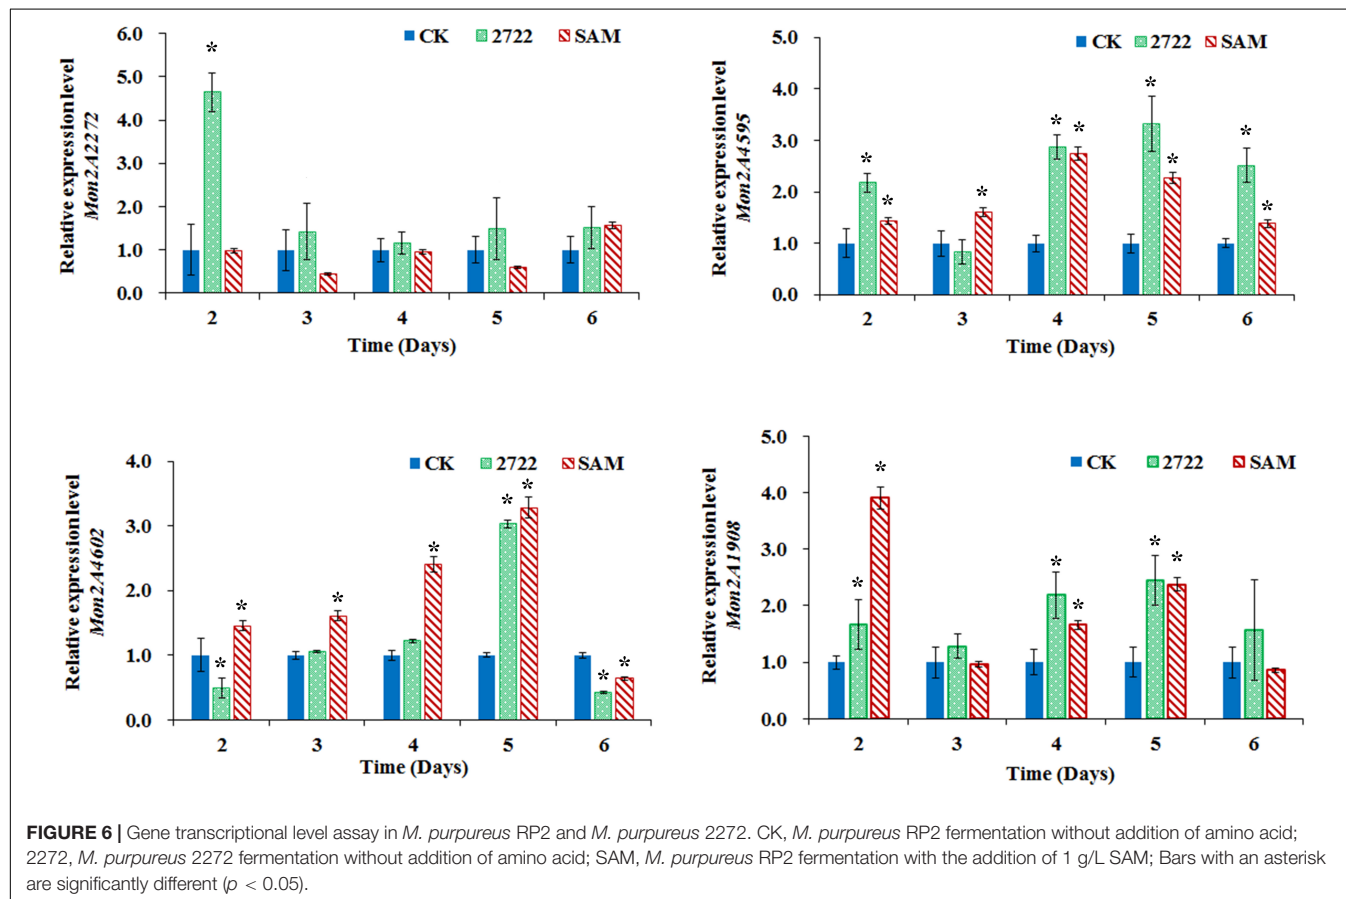 CK 2722 SAM
6.0
5.0
4.0
3.0
2.0
1.0
0.0
Relative expression level
Mon2A2272
*
2 3 4 5 6
Time (Days)
CK 2722 SAM
5.0
4.0
3.0
2.0
1.0
0.0
Relative expression level
Mon2A4595
* * * * * * * * *
2 3 4 5 6
Time (Days)
CK 2722 SAM
4.0
3.0
2.0
1.0
0.0
Relative expression level
Mon2A4602
* * * * * * * *
2 3 4 5 6
Time (Days)
CK 2722 SAM
5.0
4.0
3.0
2.0
1.0
0.0
Relative expression level
Mon2A1908
* * * * * *
2 3 4 5 6
Time (Days)
FIGURE 6 | Gene transcriptional level assay in M. purpureus RP2 and M. purpureus 2272. CK, M. purpureus RP2 fermentation without addition of amino acid;
2272, M. purpureus 2272 fermentation without addition of amino acid; SAM, M. purpureus RP2 fermentation with the addition of 1 g/L SAM; Bars with an asterisk
are significantly different (p < 0.05).